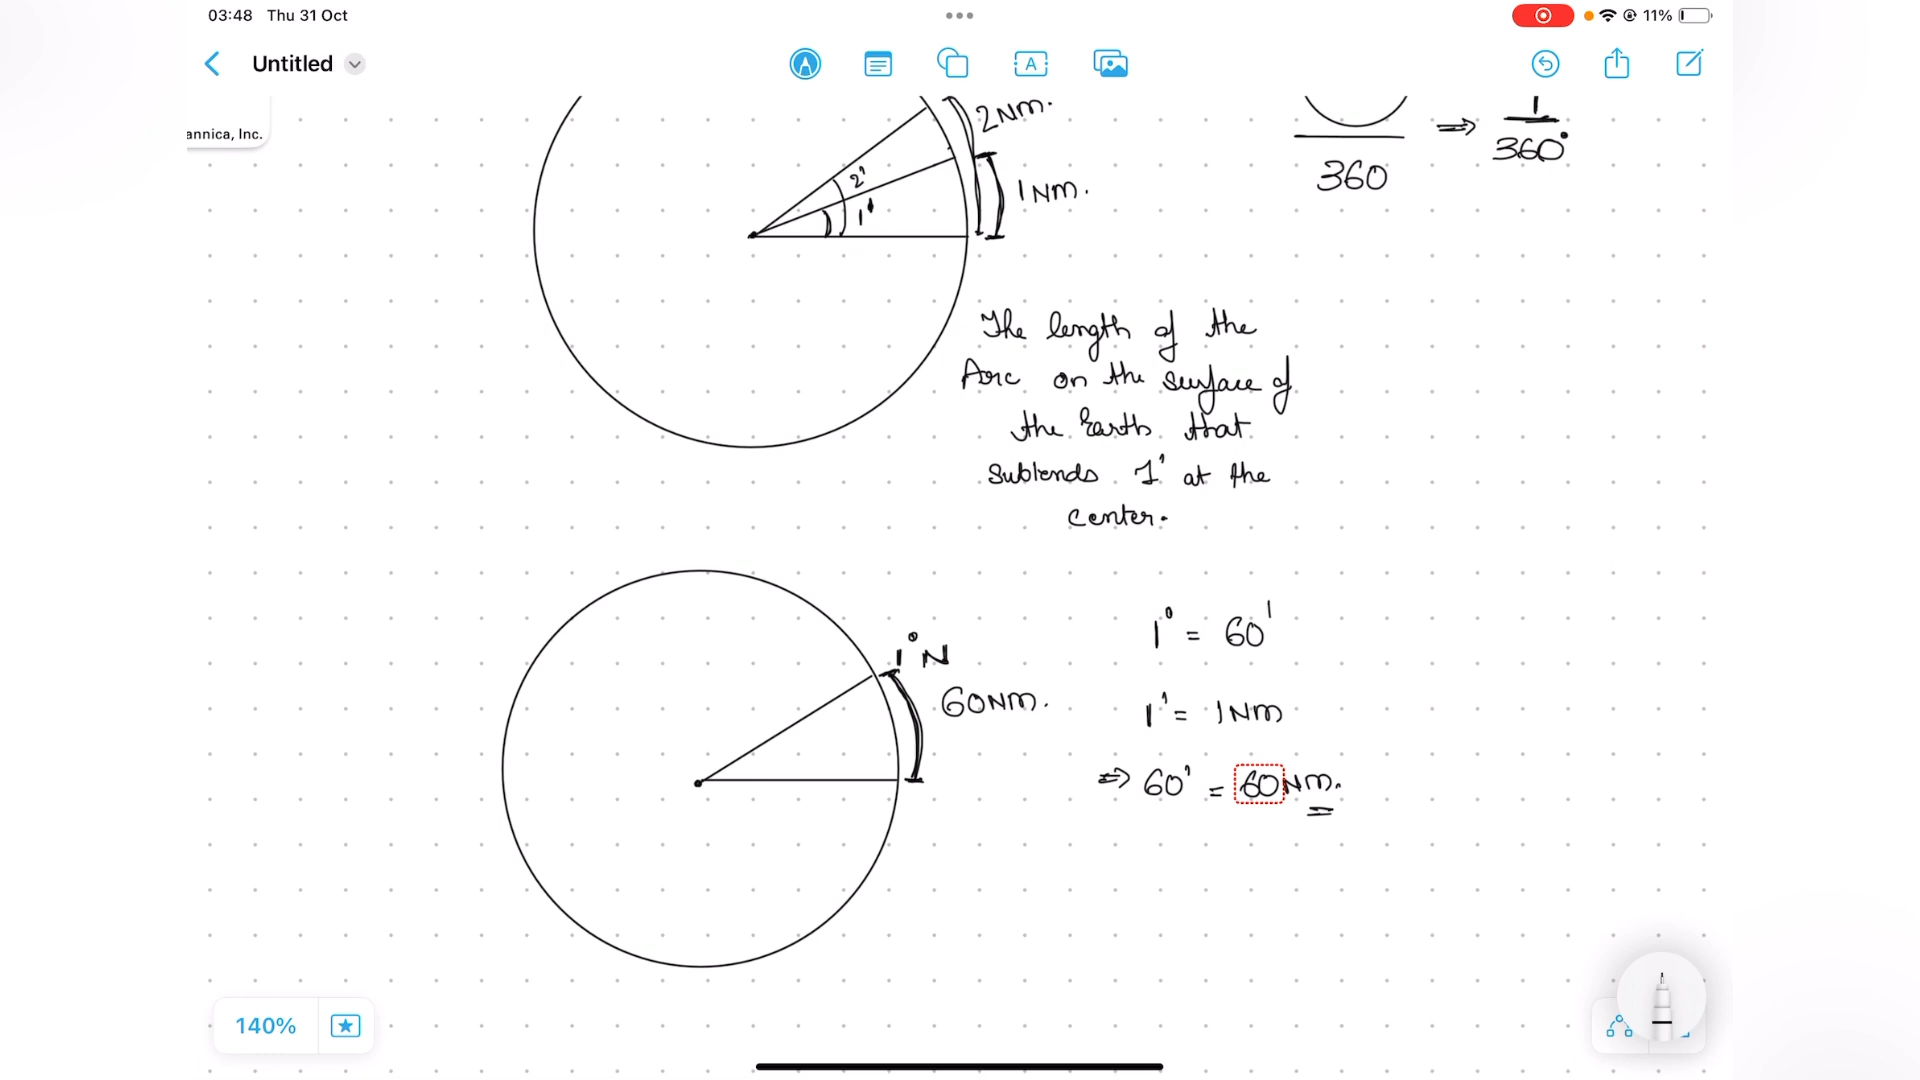 03:48 Thu 31 Oct
11%
Untitled
annica, Inc.
2NM.
2'
1'
1NM.
360
⇒ 1
360°
The length of the
Arc on the surface of
the Earth that
subtends 1' at the
center.
1°N
60NM.
1° = 60'
1' = 1NM
⇒ 60' = 60NM.
140%